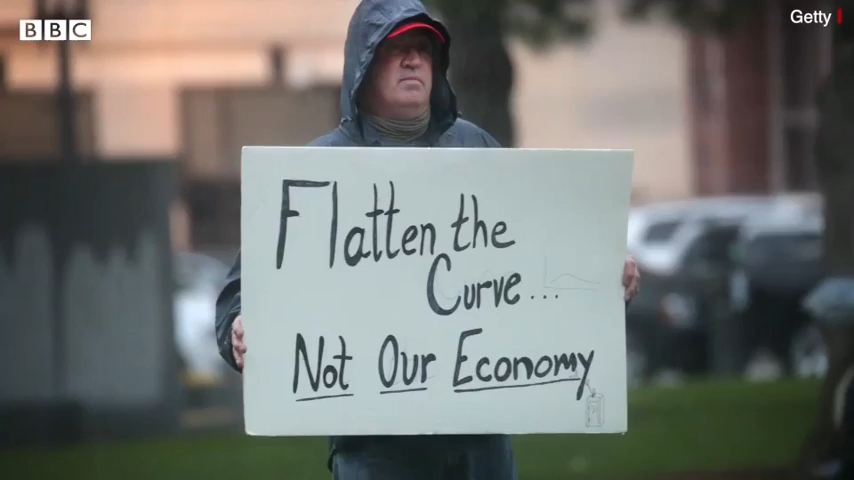 BBC
Getty
Flatten the
Curve...
Not Our Economy